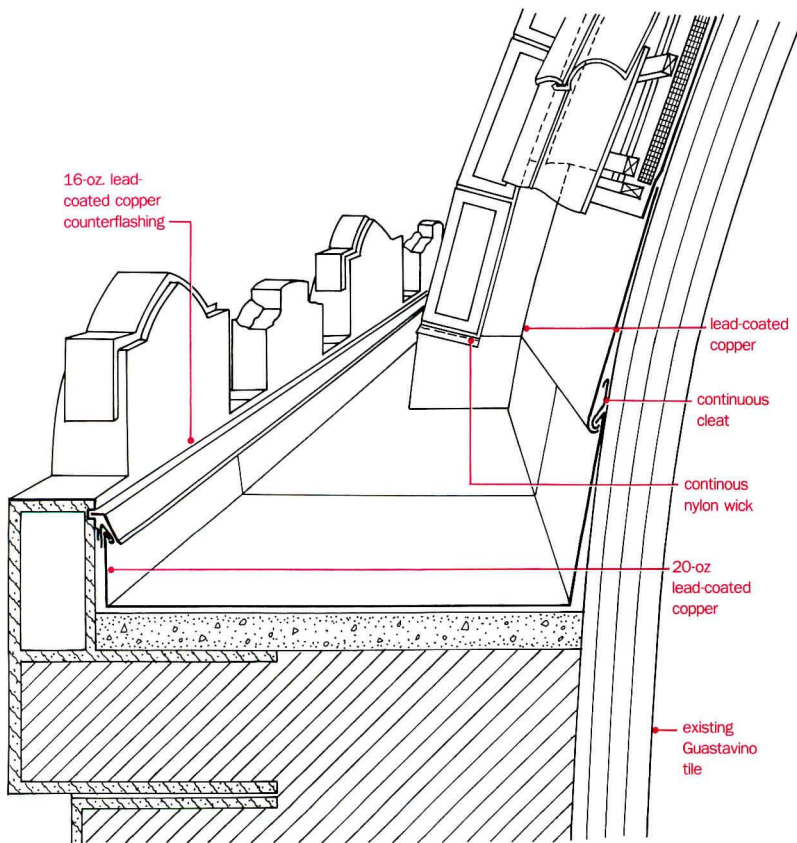 16-oz. lead-
coated copper
counterflashing
lead-coated
copper
continuous
cleat
continous
nylon wick
20-oz
lead-coated
copper
existing
Guastavino
tile